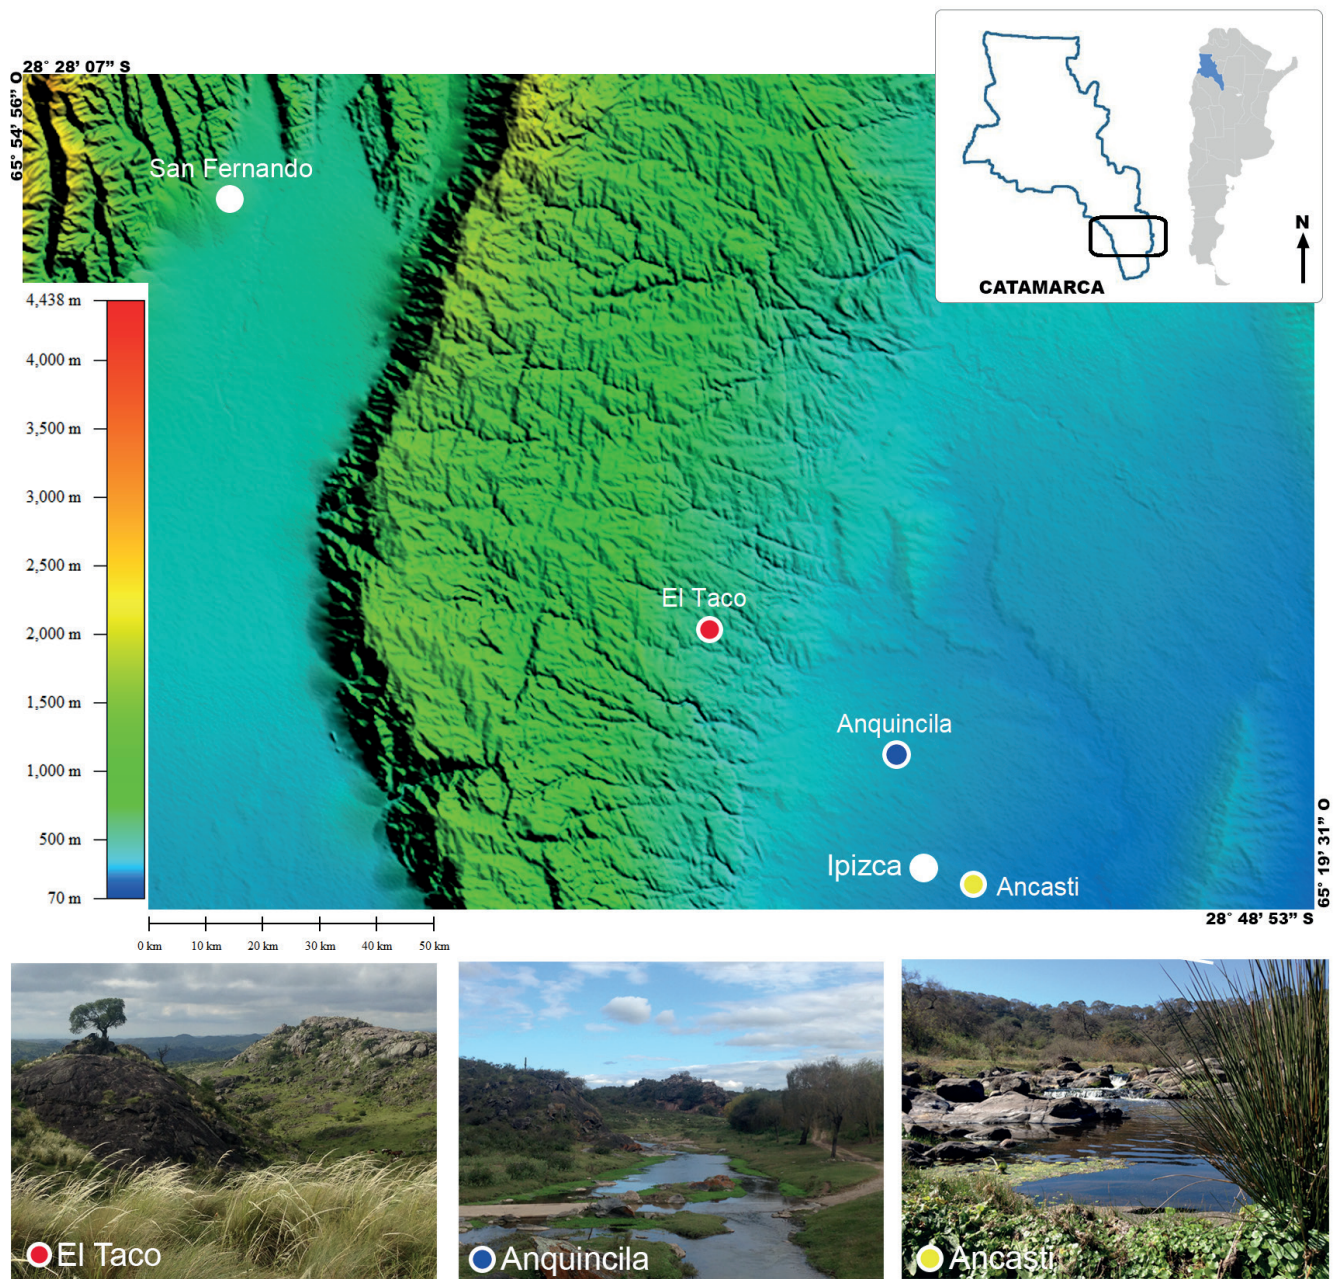 28° 28' 07" S
65° 54' 56" O
San Fernando
N
CATAMARCA
4,438 m
4,000 m
3,500 m
3,000 m
2,500 m
2,000 m
1,500 m
1,000 m
500 m
70 m
El Taco
Anquincila
Ipizca
Ancasti
65° 19' 31" O
28° 48' 53" S
0 km 10 km 20 km 30 km 40 km 50 km
El Taco
Anquincila
Ancasti